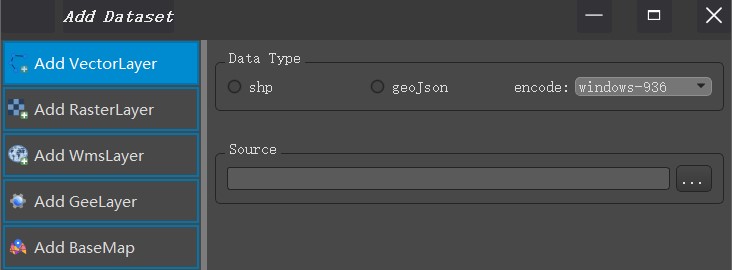 Add Dataset
Add VectorLayer
Add RasterLayer
Add WmsLayer
Add GeeLayer
Add BaseMap
Data Type
shp
geoJson
encode: windows-936
Source
...